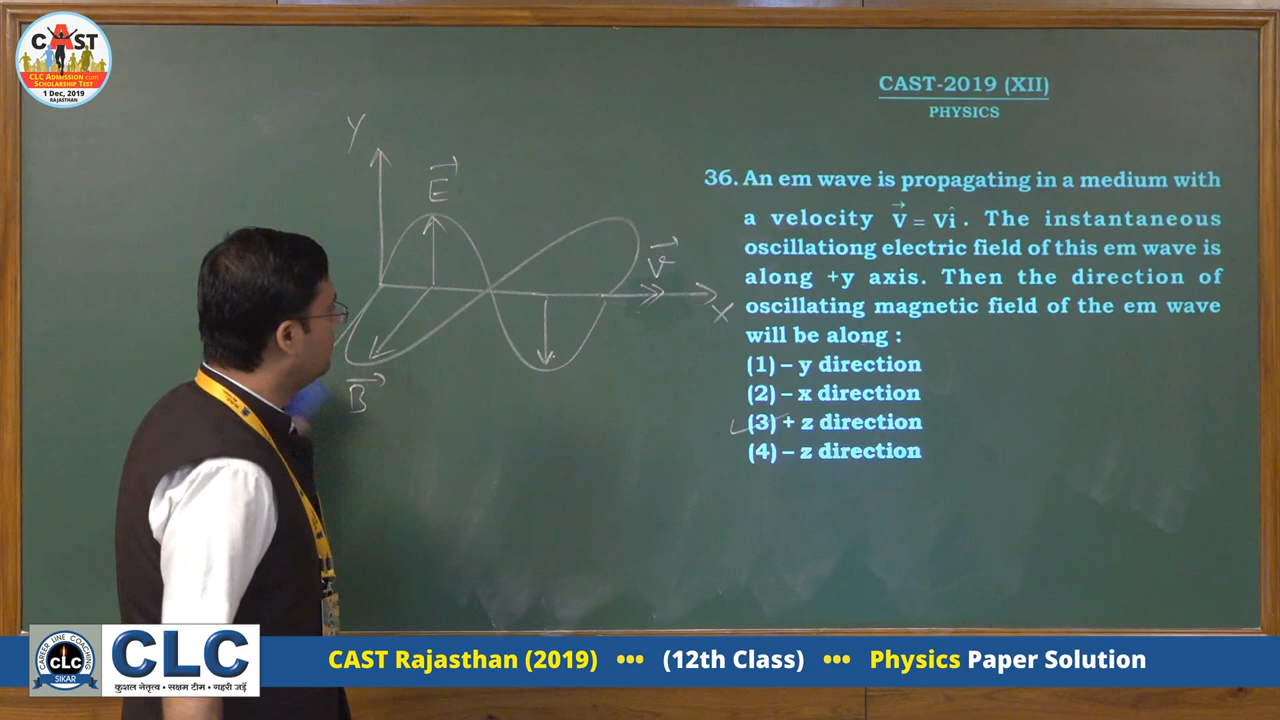 CAST
CLC ADMISSION cum
SCHOLARSHIP TEST
1 Dec, 2019
RAJASTHAN
CAST-2019 (XII)
PHYSICS
36. An em wave is propagating in a medium with
a velocity V⃗ = Vî. The instantaneous
oscillationg electric field of this em wave is
along +y axis. Then the direction of
oscillating magnetic field of the em wave
will be along :
(1) – y direction
(2) – x direction
(3) + z direction
(4) – z direction
Y
E⃗
V⃗
X
B⃗
CAREER LINE COACHING
CLC
SIKAR
CLC
कुशल नेतृत्व • सक्षम टीम • गहरी जड़ें
CAST Rajasthan (2019) ••• (12th Class) ••• Physics Paper Solution